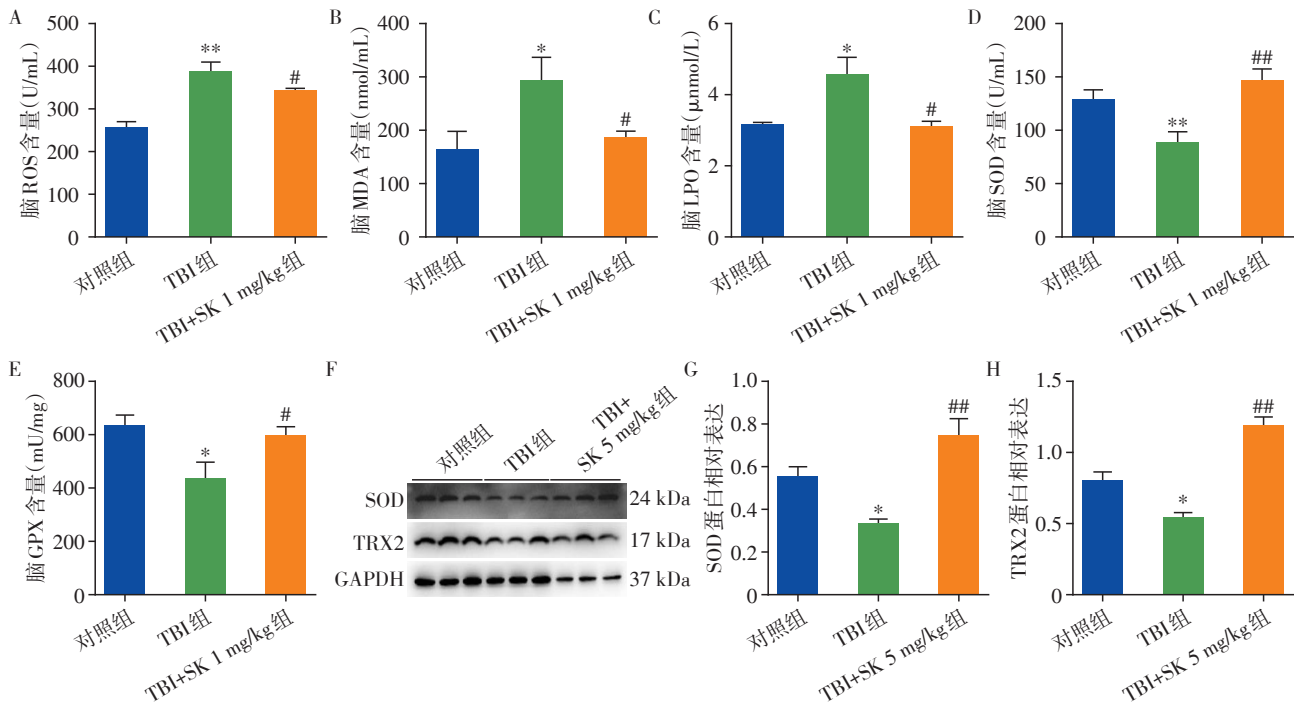 A
脑ROS含量(U/mL)
500
400
300
200
100
0
**
#
对照组
TBI组
TBI+SK 1 mg/kg组
B
脑MDA含量(nmol/mL)
400
300
200
100
0
*
#
对照组
TBI组
TBI+SK 1 mg/kg组
C
脑LPO含量(μnmol/L)
6
4
2
0
*
#
对照组
TBI组
TBI+SK 1 mg/kg组
D
脑SOD含量(U/mL)
200
150
100
50
0
**
##
对照组
TBI组
TBI+SK 1 mg/kg组
E
脑GPX含量(mU/mg)
800
600
400
200
0
*
#
对照组
TBI组
TBI+SK 1 mg/kg组
F
对照组
TBI组
TBI+
SK 5 mg/kg组
SOD 24 kDa
TRX2 17 kDa
GAPDH 37 kDa
G
SOD蛋白相对表达
1.0
0.8
0.6
0.4
0.2
0
*
##
对照组
TBI组
TBI+SK 5 mg/kg组
H
TRX2蛋白相对表达
1.5
1.0
0.5
0
*
##
对照组
TBI组
TBI+SK 5 mg/kg组